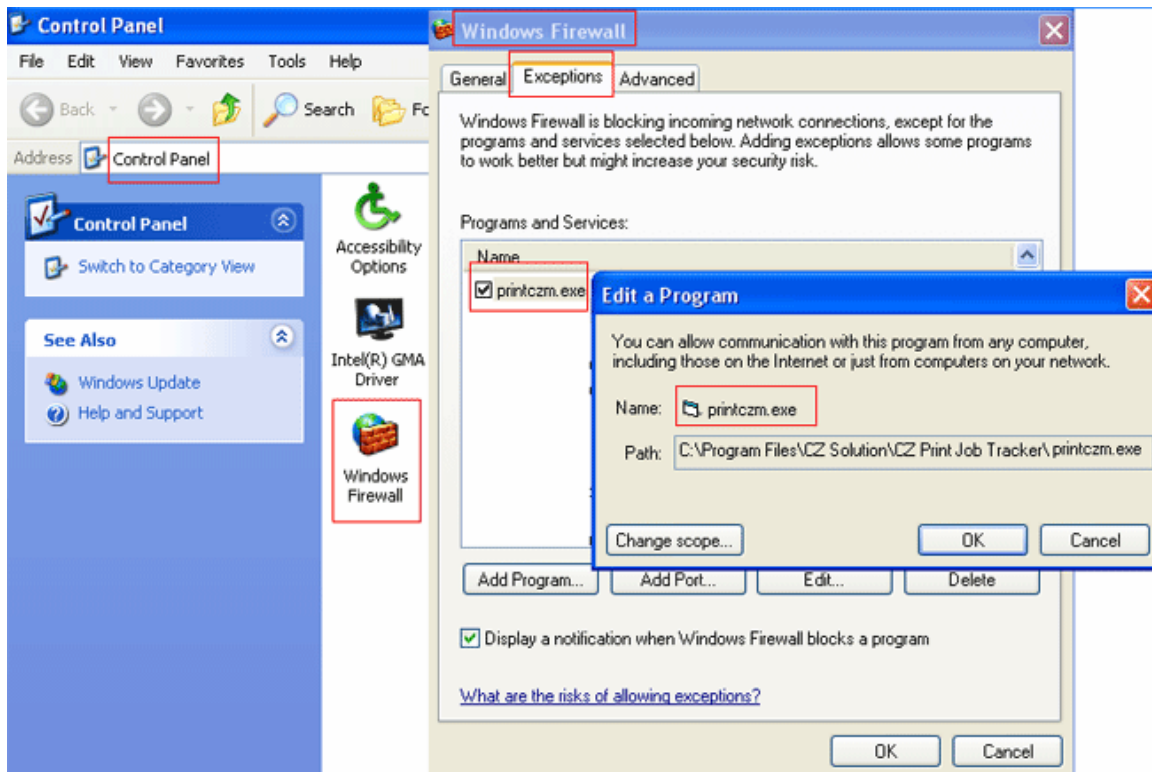 Control Panel
File Edit View Favorites Tools Help
Back Search Fo
Address Control Panel
Control Panel
Switch to Category View
See Also
Windows Update
Help and Support
Accessibility
Options
Intel(R) GMA
Driver
Windows
Firewall
Windows Firewall
General Exceptions Advanced
Windows Firewall is blocking incoming network connections, except for the
programs and services selected below. Adding exceptions allows some programs
to work better but might increase your security risk.
Programs and Services:
Name
printczm.exe
Edit a Program
You can allow communication with this program from any computer,
including those on the Internet or just from computers on your network.
Name: printczm.exe
Path: C:\Program Files\CZ Solution\CZ Print Job Tracker\printczm.exe
Change scope... OK Cancel
Add Program... Add Port... Edit... Delete
Display a notification when Windows Firewall blocks a program
What are the risks of allowing exceptions?
OK Cancel